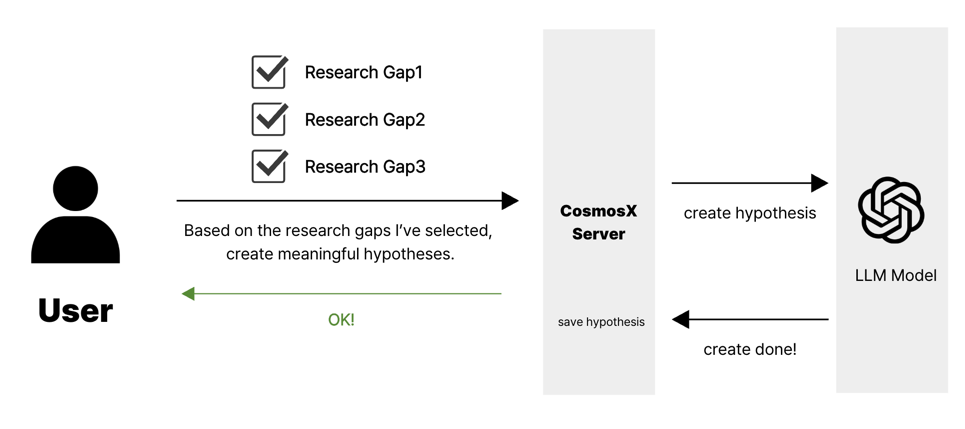 Research Gap1
Research Gap2
Research Gap3
Based on the research gaps I’ve selected,
create meaningful hypotheses.
OK!
User
CosmosX
Server
save hypothesis
create hypothesis
create done!
LLM Model